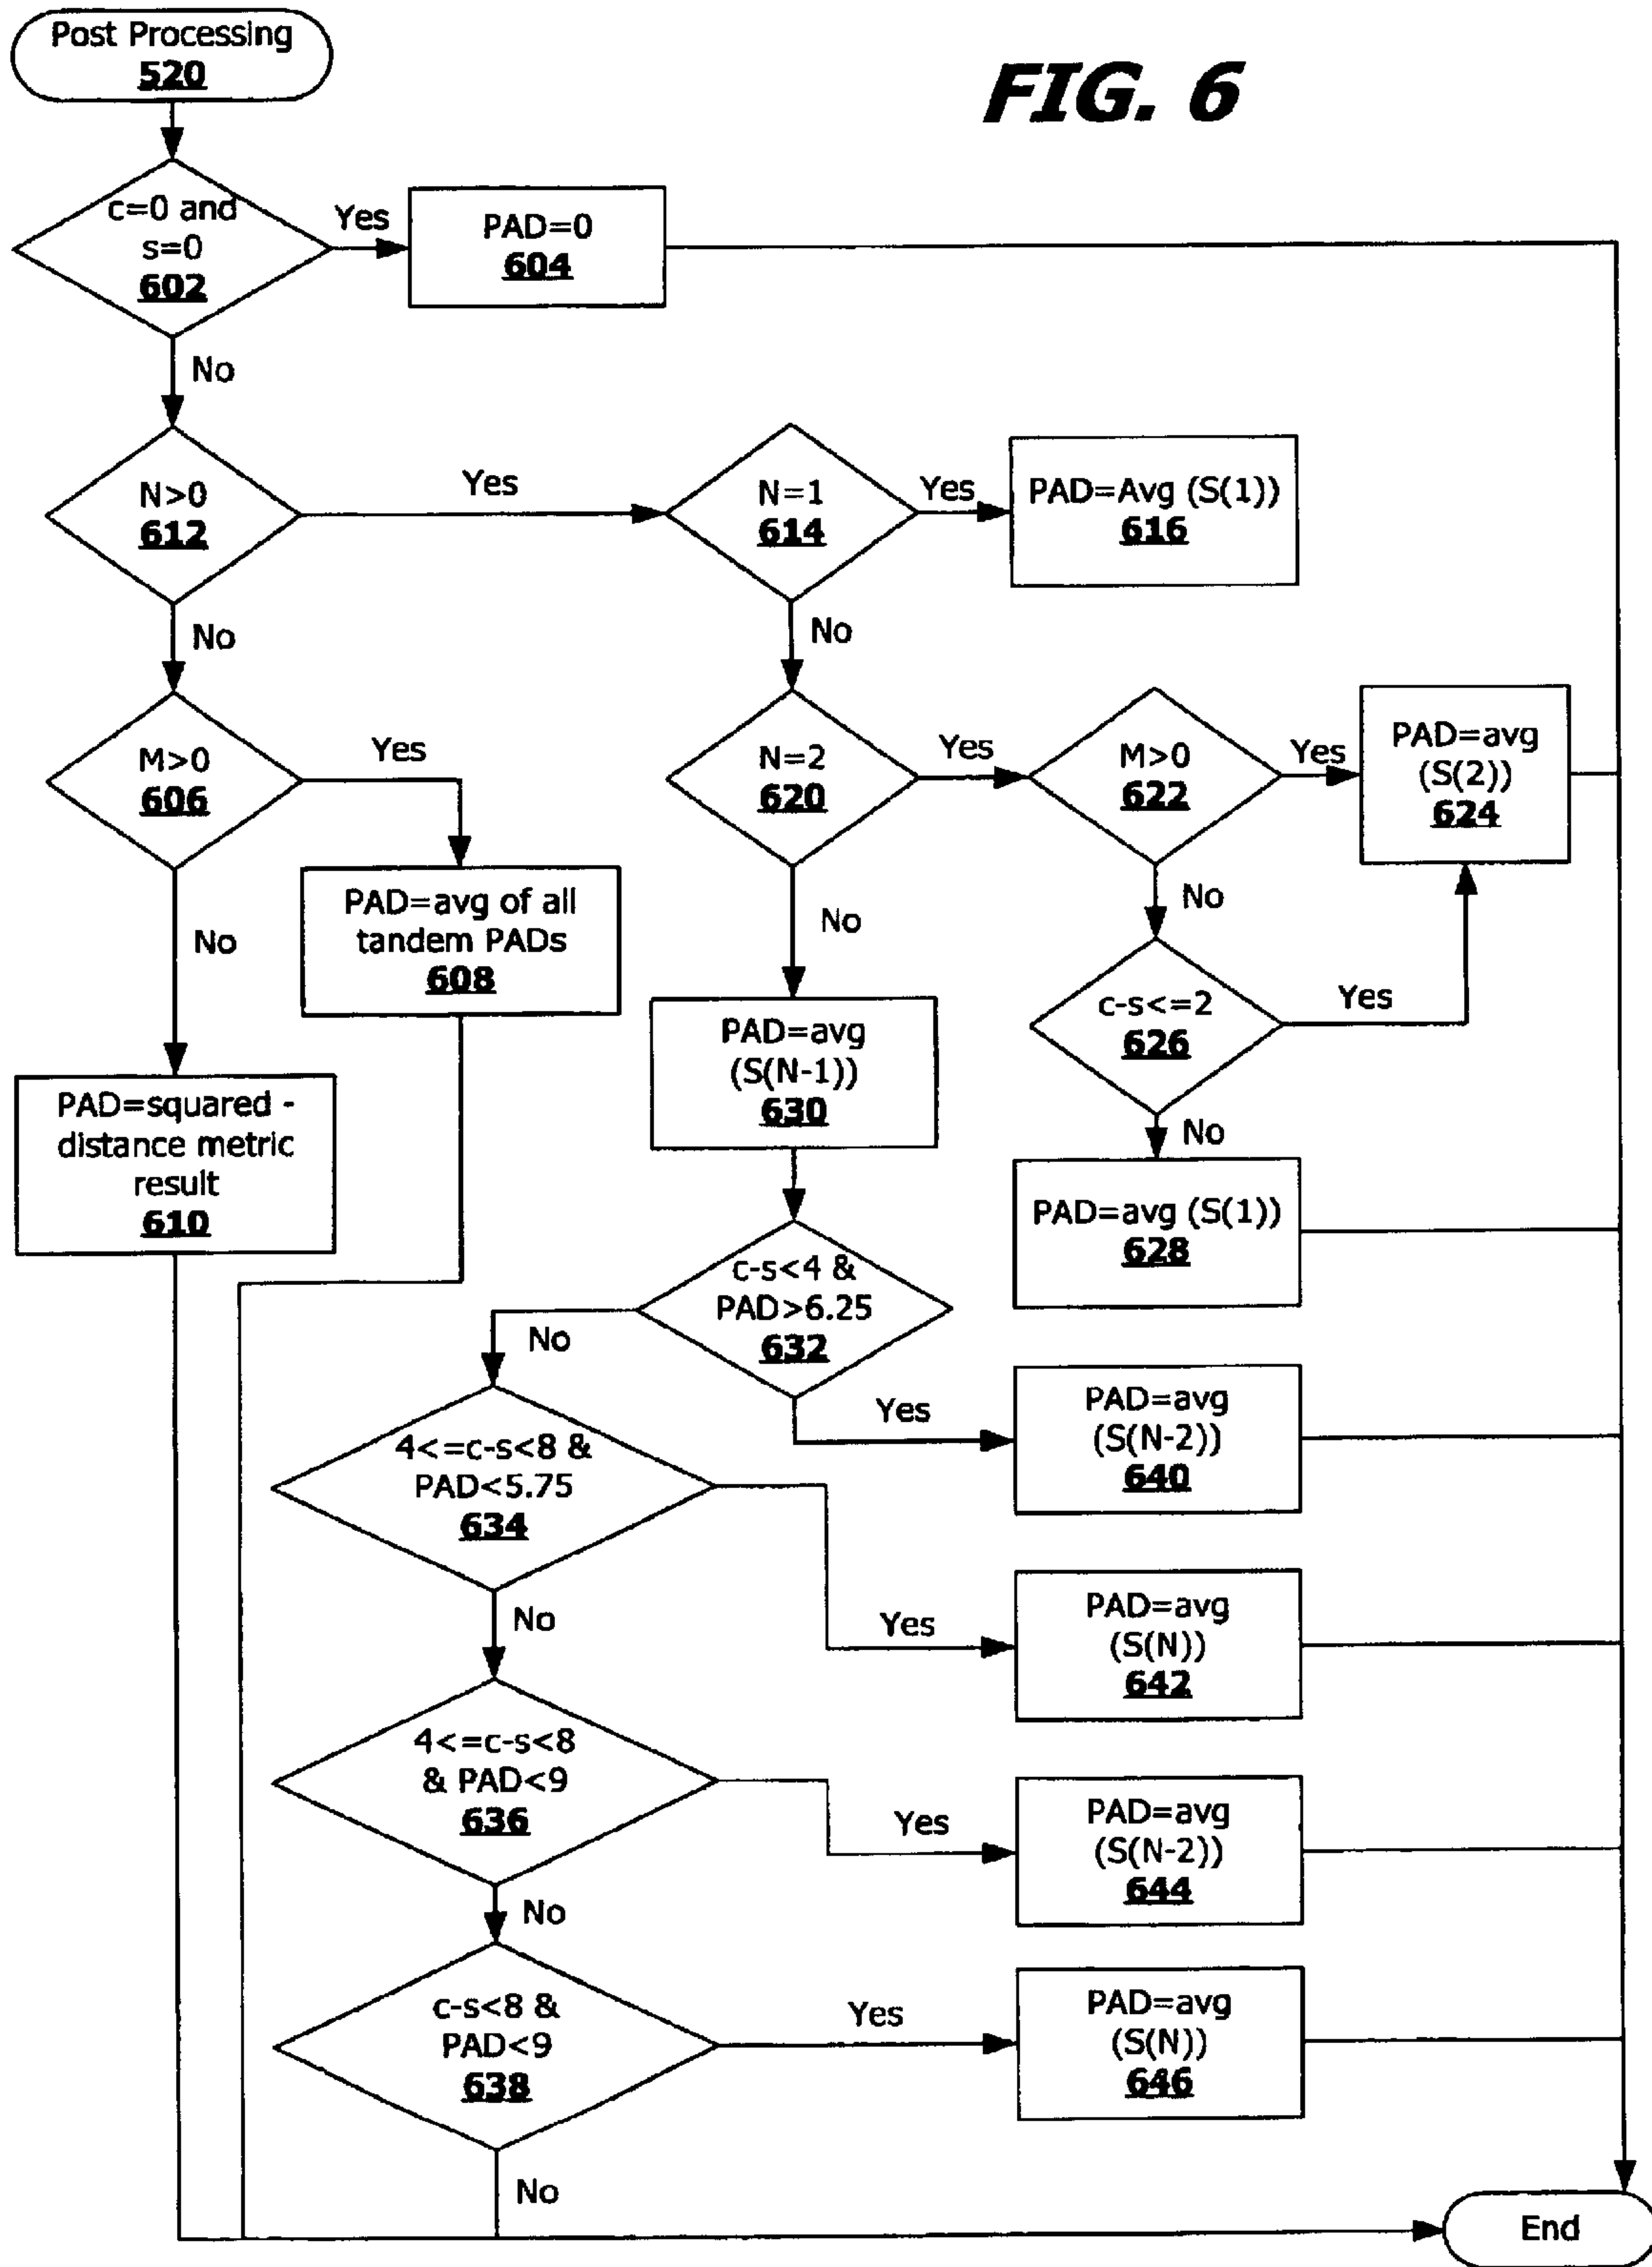 Post Processing
520
FIG. 6
c=0 and
s=0
602
Yes
PAD=0
604
No
N>0
612
Yes
N=1
614
Yes
PAD=Avg (S(1))
616
No
No
M>0
606
Yes
N=2
620
Yes
M>0
622
Yes
PAD=avg
(S(2))
624
No
PAD=avg of all
tandem PADs
608
No
No
c-s<=2
626
Yes
PAD=avg
(S(N-1))
630
PAD=squared -
distance metric
result
610
No
PAD=avg (S(1))
628
c-s<4 &
PAD>6.25
632
No
Yes
PAD=avg
(S(N-2))
640
4<=c-s<8 &
PAD<5.75
634
No
Yes
PAD=avg
(S(N))
642
4<=c-s<8
& PAD<9
636
Yes
PAD=avg
(S(N-2))
644
No
c-s<8 &
PAD<9
638
Yes
PAD=avg
(S(N))
646
No
End